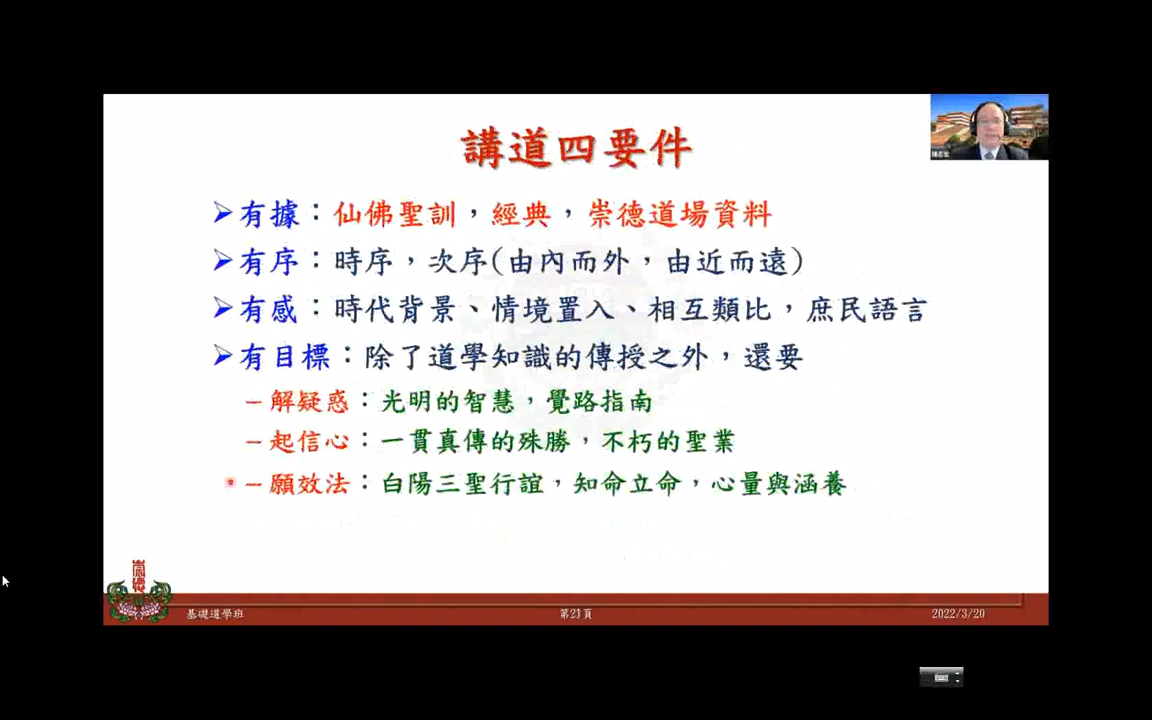 講道四要件
➢有據：仙佛聖訓，經典，崇德道場資料
➢有序：時序，次序(由內而外，由近而遠)
➢有感：時代背景、情境置入、相互類比，庶民語言
➢有目標：除了道學知識的傳授之外，還要
–解疑惑：光明的智慧，覺路指南
–起信心：一貫真傳的殊勝，不朽的聖業
–願效法：白陽三聖行誼，知命立命，心量與涵養
崇德
基礎道學班
第21頁
2022/3/20